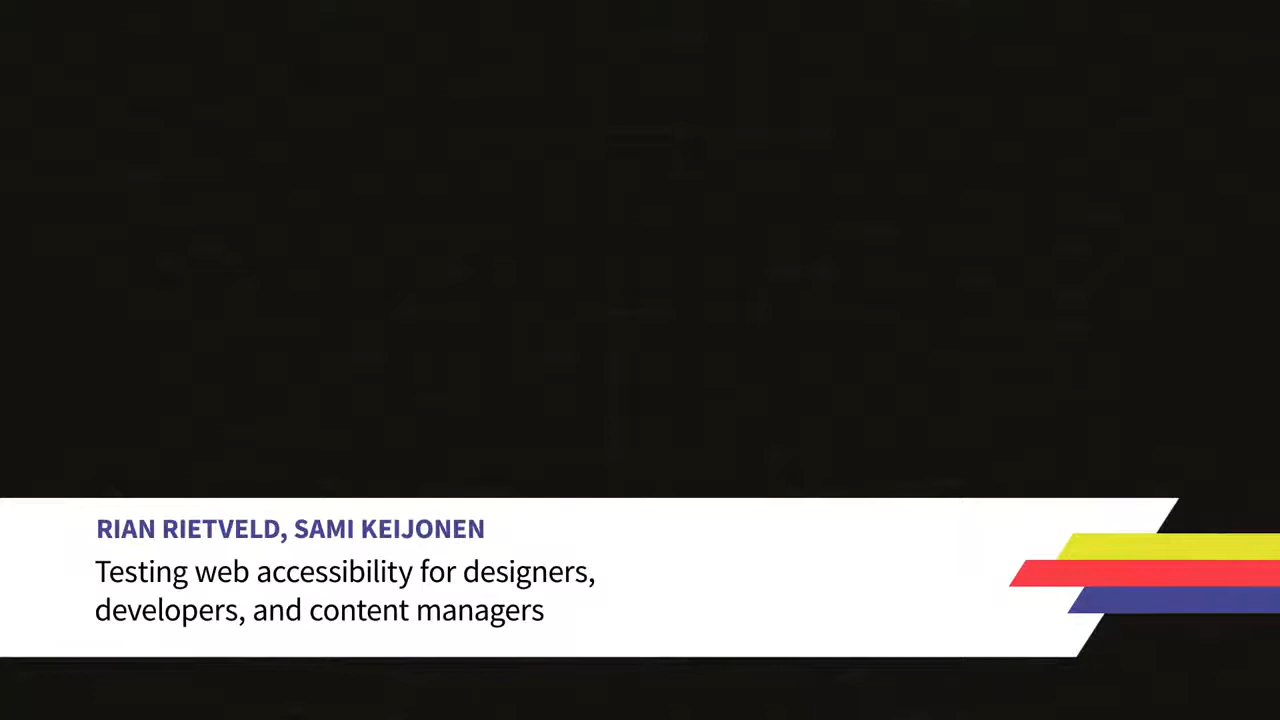 RIAN RIETVELD, SAMI KEIJONEN
Testing web accessibility for designers,
developers, and content managers